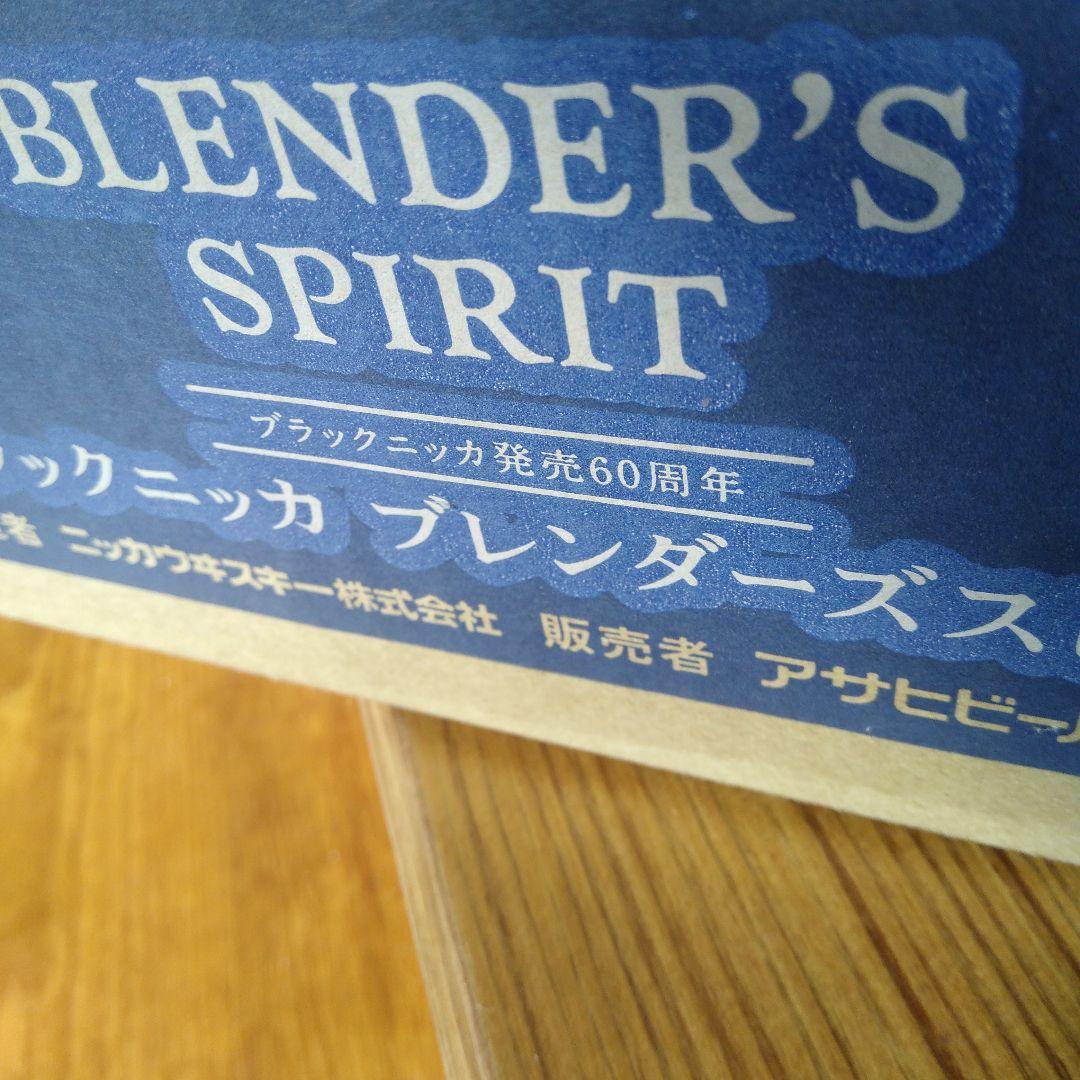 BLENDER'S
SPIRIT
ブラックニッカ発売60周年
ラックニッカ ブレンダーズス
者 ニッカウヰスキー株式会社 販売者 アサヒビール